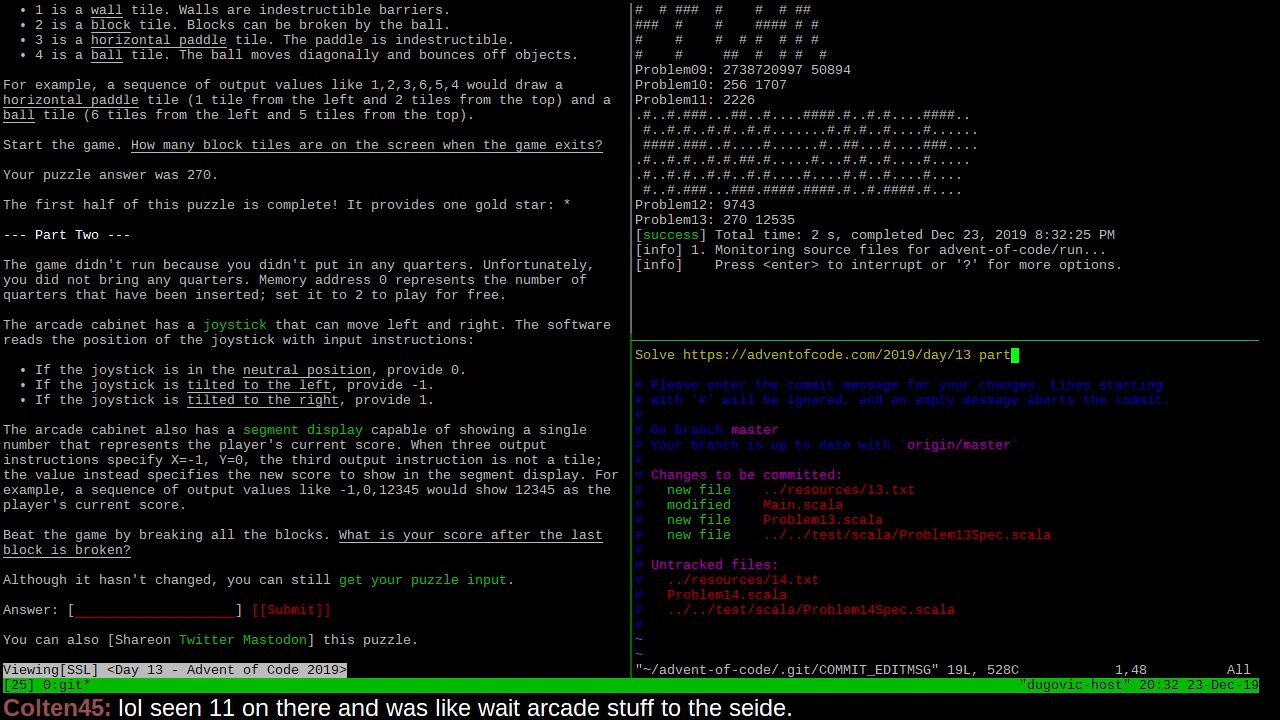 • 1 is a wall tile. Walls are indestructible barriers.
• 2 is a block tile. Blocks can be broken by the ball.
• 3 is a horizontal paddle tile. The paddle is indestructible.
• 4 is a ball tile. The ball moves diagonally and bounces off objects.
For example, a sequence of output values like 1,2,3,6,5,4 would draw a
horizontal paddle tile (1 tile from the left and 2 tiles from the top) and a
ball tile (6 tiles from the left and 5 tiles from the top).
Start the game. How many block tiles are on the screen when the game exits?
Your puzzle answer was 270.
The first half of this puzzle is complete! It provides one gold star: *
--- Part Two ---
The game didn't run because you didn't put in any quarters. Unfortunately,
you did not bring any quarters. Memory address 0 represents the number of
quarters that have been inserted; set it to 2 to play for free.
The arcade cabinet has a joystick that can move left and right. The software
reads the position of the joystick with input instructions:
• If the joystick is in the neutral position, provide 0.
• If the joystick is tilted to the left, provide -1.
• If the joystick is tilted to the right, provide 1.
The arcade cabinet also has a segment display capable of showing a single
number that represents the player's current score. When three output
instructions specify X=-1, Y=0, the third output instruction is not a tile;
the value instead specifies the new score to show in the segment display. For
example, a sequence of output values like -1,0,12345 would show 12345 as the
player's current score.
Beat the game by breaking all the blocks. What is your score after the last
block is broken?
Although it hasn't changed, you can still get your puzzle input.
Answer: [____________________] [[Submit]]
You can also [Shareon Twitter Mastodon] this puzzle.
Viewing[SSL] <Day 13 - Advent of Code 2019>
#  # ###  #    #  # ##
###  #    #    #### # #
#    #    #  # #  # # #
#    #     ##  #  # #  #
Problem09: 2738720997 50894
Problem10: 256 1707
Problem11: 2226
.#..#.###...##..#....####.#..#.#....####..
 #..#.#..#.#..#.#.......#.#.#..#....#......
 ####.###..#....#......#..##...#....###....
.#..#.#..#.#.##.#.....#...#.#..#....#.....
.#..#.#..#.#..#.#....#....#.#..#....#....
 #..#.###...###.####.####.#..#.####.#....
Problem12: 9743
Problem13: 270 12535
[success] Total time: 2 s, completed Dec 23, 2019 8:32:25 PM
[info] 1. Monitoring source files for advent-of-code/run...
[info]    Press <enter> to interrupt or '?' for more options.
Solve https://adventofcode.com/2019/day/13 part
# Please enter the commit message for your changes. Lines starting
# with '#' will be ignored, and an empty message aborts the commit.
#
# On branch master
# Your branch is up to date with 'origin/master'.
#
# Changes to be committed:
#   new file:   ../resources/13.txt
#   modified:   Main.scala
#   new file:   Problem13.scala
#   new file:   ../../test/scala/Problem13Spec.scala
#
# Untracked files:
#   ../resources/14.txt
#   Problem14.scala
#   ../../test/scala/Problem14Spec.scala
#
~
~
"~/advent-of-code/.git/COMMIT_EDITMSG" 19L, 528C 1,48 All
[25] 0:git* "dugovic-host" 20:32 23-Dec-19
Colten45: lol seen 11 on there and was like wait arcade stuff to the seide.